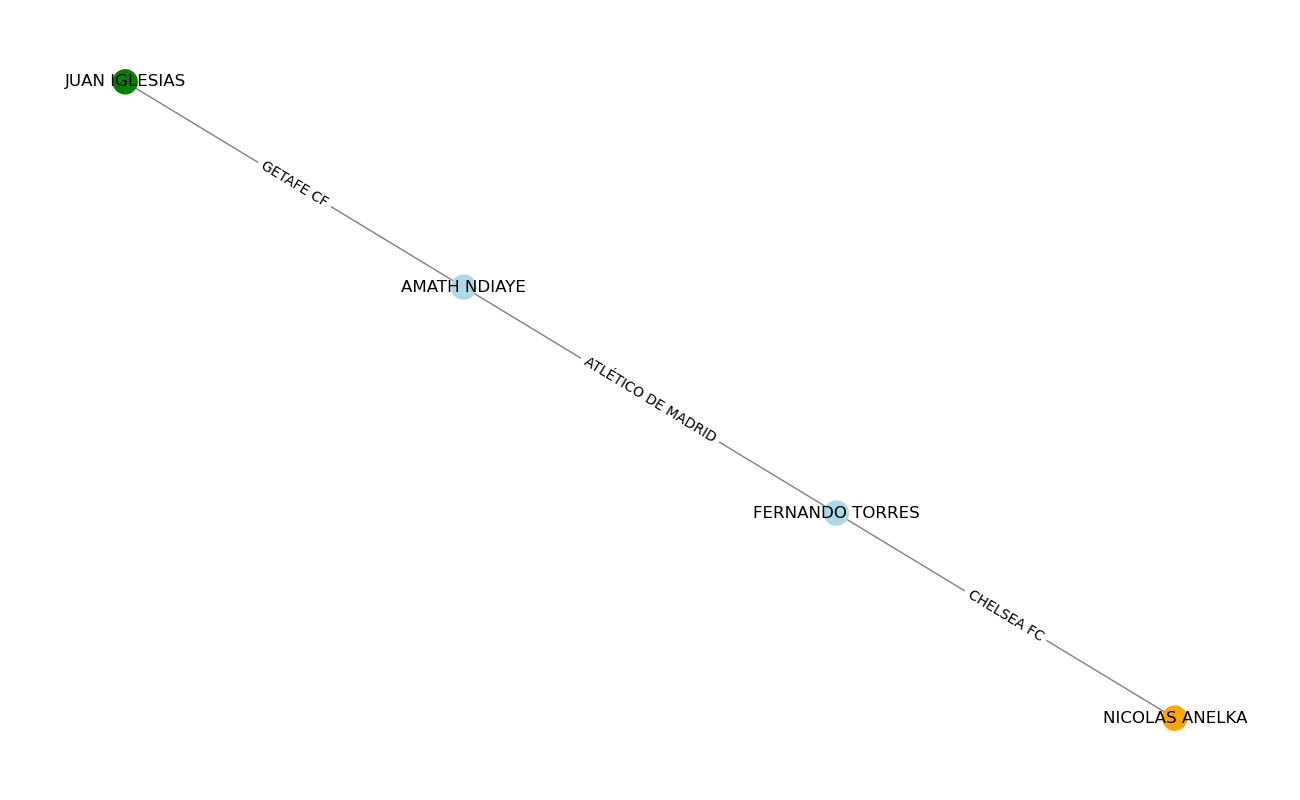 JUAN IGLESIAS
GETAFE CF
AMATH NDIAYE
ATLÉTICO DE MADRID
FERNANDO TORRES
CHELSEA FC
NICOLAS ANELKA